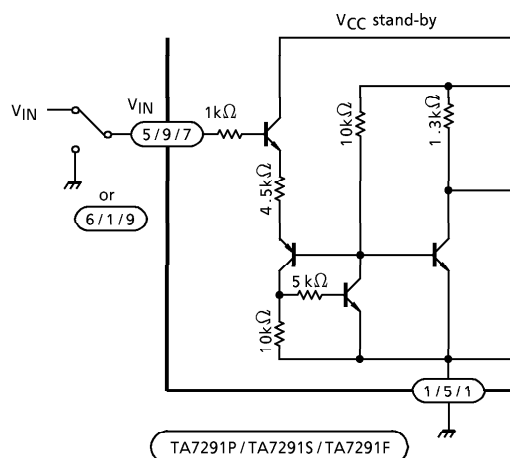 VCC stand-by
VIN
VIN
5 / 9 / 7
1kΩ
10kΩ
1.3kΩ
or
6 / 1 / 9
4.5kΩ
5 kΩ
10kΩ
1 / 5 / 1
TA7291P / TA7291S / TA7291F